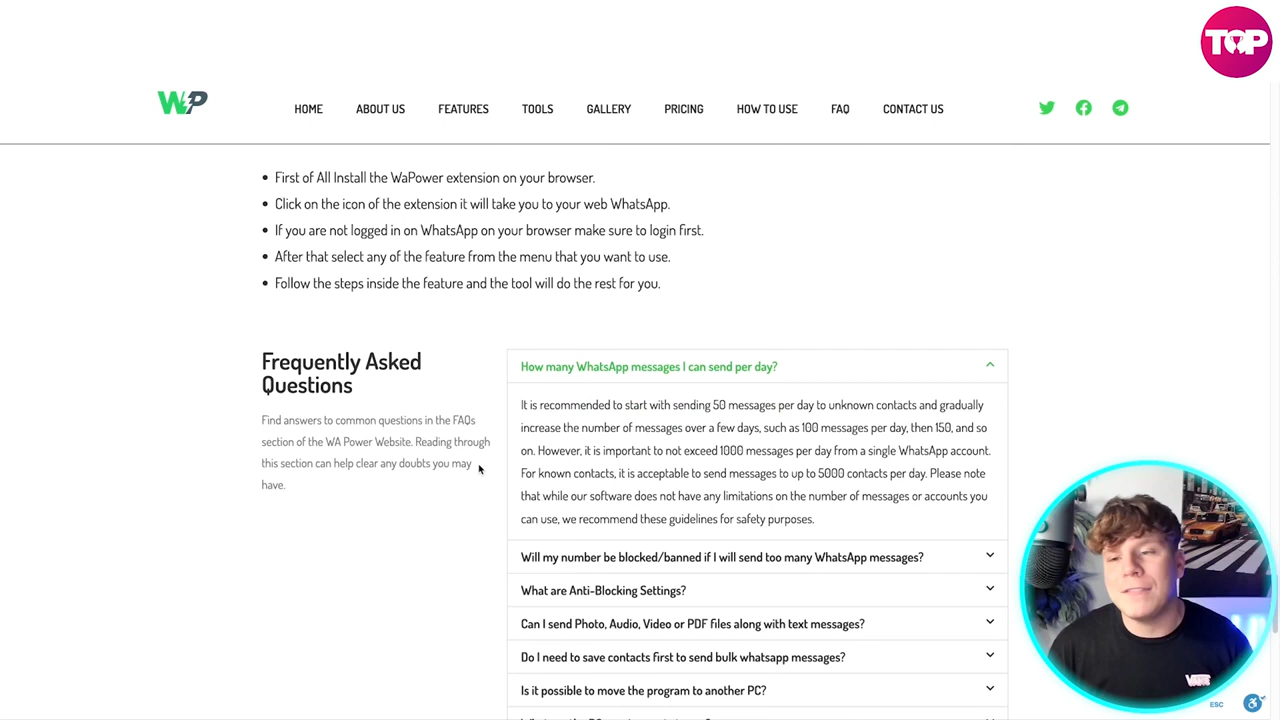 TOP
WP
HOME ABOUT US FEATURES TOOLS GALLERY PRICING HOW TO USE FAQ CONTACT US
First of All Install the WaPower extension on your browser.
Click on the icon of the extension it will take you to your web WhatsApp.
If you are not logged in on WhatsApp on your browser make sure to login first.
After that select any of the feature from the menu that you want to use.
Follow the steps inside the feature and the tool will do the rest for you.
Frequently Asked
Questions
Find answers to common questions in the FAQs
section of the WA Power Website. Reading through
this section can help clear any doubts you may
have.
How many WhatsApp messages I can send per day?
It is recommended to start with sending 50 messages per day to unknown contacts and gradually
increase the number of messages over a few days, such as 100 messages per day, then 150, and so
on. However, it is important to not exceed 1000 messages per day from a single WhatsApp account.
For known contacts, it is acceptable to send messages to up to 5000 contacts per day. Please note
that while our software does not have any limitations on the number of messages or accounts you
can use, we recommend these guidelines for safety purposes.
Will my number be blocked/banned if I will send too many WhatsApp messages?
What are Anti-Blocking Settings?
Can I send Photo, Audio, Video or PDF files along with text messages?
Do I need to save contacts first to send bulk whatsapp messages?
Is it possible to move the program to another PC?
VANS
ESC